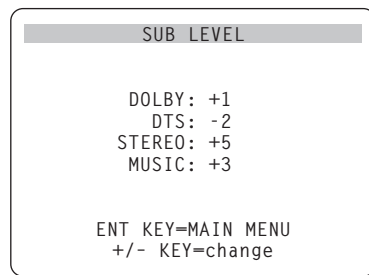 SUB LEVEL
DOLBY: +1
DTS: -2
STEREO: +5
MUSIC: +3
ENT KEY=MAIN MENU
+/- KEY=change